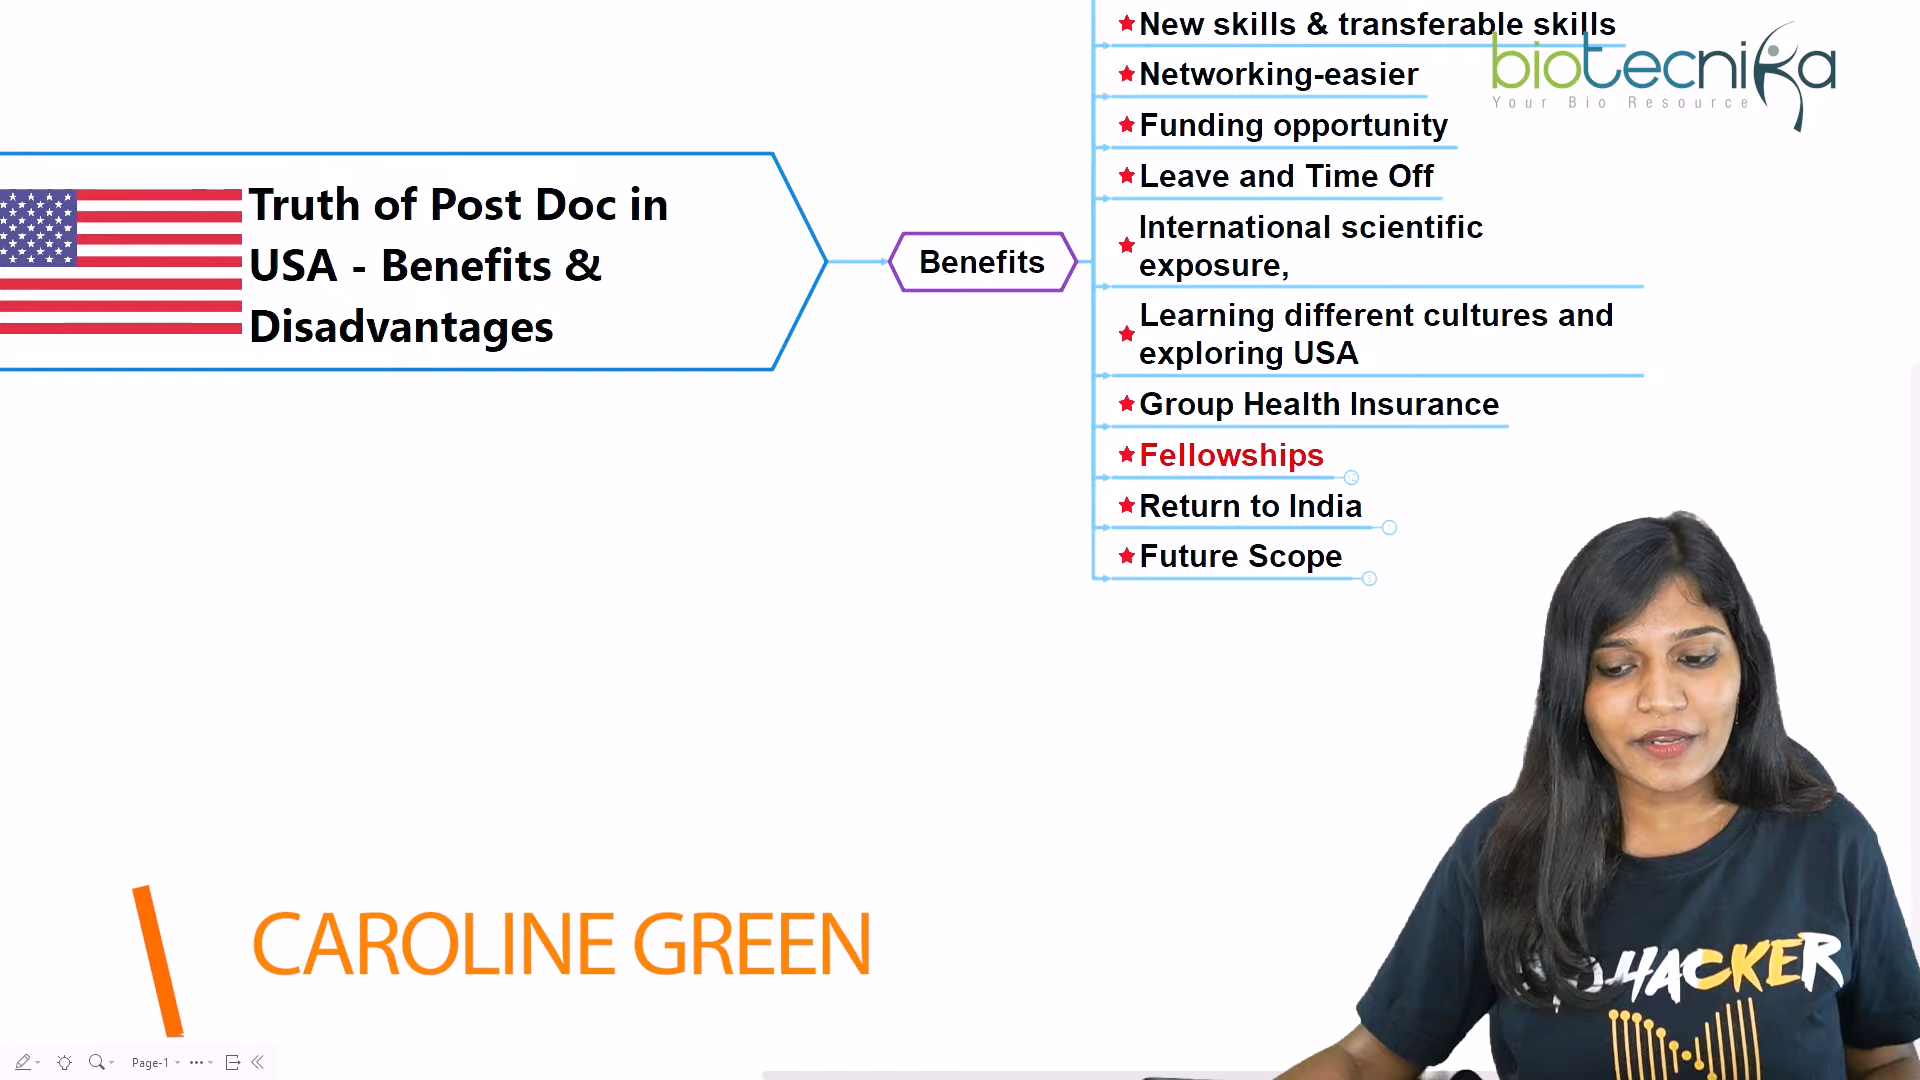 New skills & transferable skills
biotecnika
Your Bio Resource
Networking-easier
Funding opportunity
Leave and Time Off
International scientific
exposure,
Learning different cultures and
exploring USA
Group Health Insurance
Fellowships
Return to India
Future Scope
Benefits
Truth of Post Doc in
USA - Benefits &
Disadvantages
CAROLINE GREEN
HACKER
Page-1